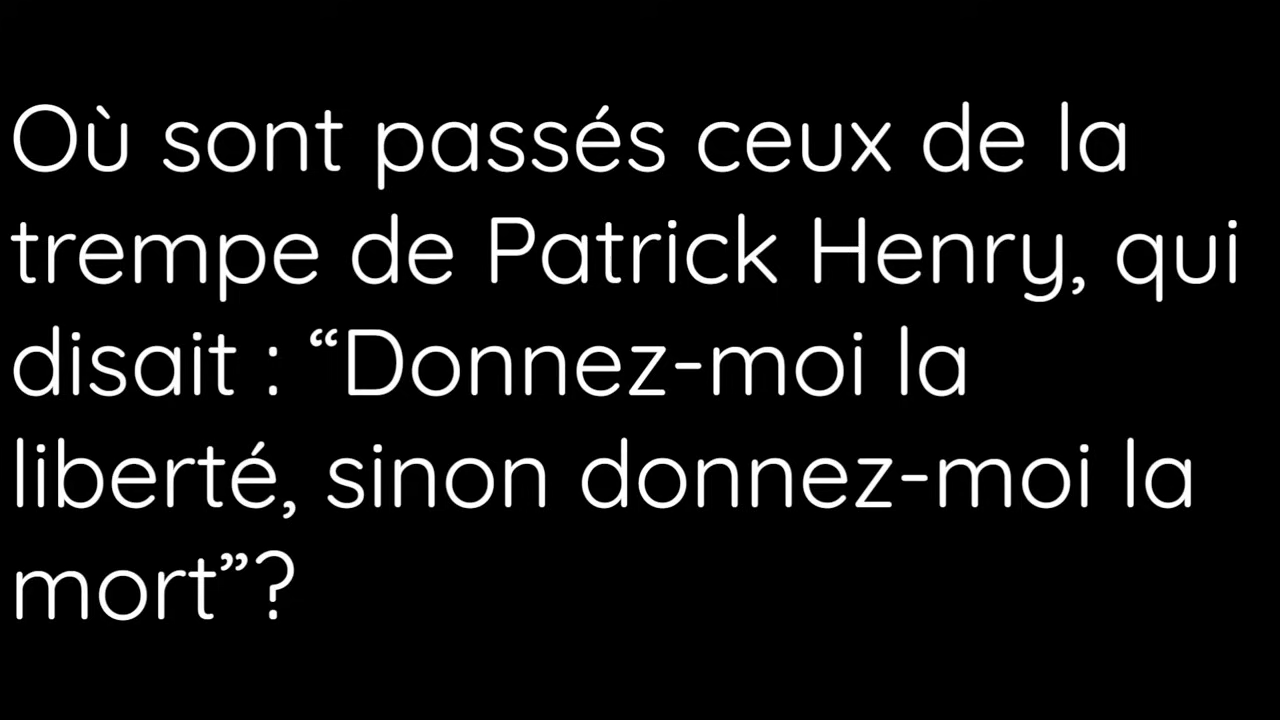 Où sont passés ceux de la
trempe de Patrick Henry, qui
disait : “Donnez-moi la
liberté, sinon donnez-moi la
mort”?